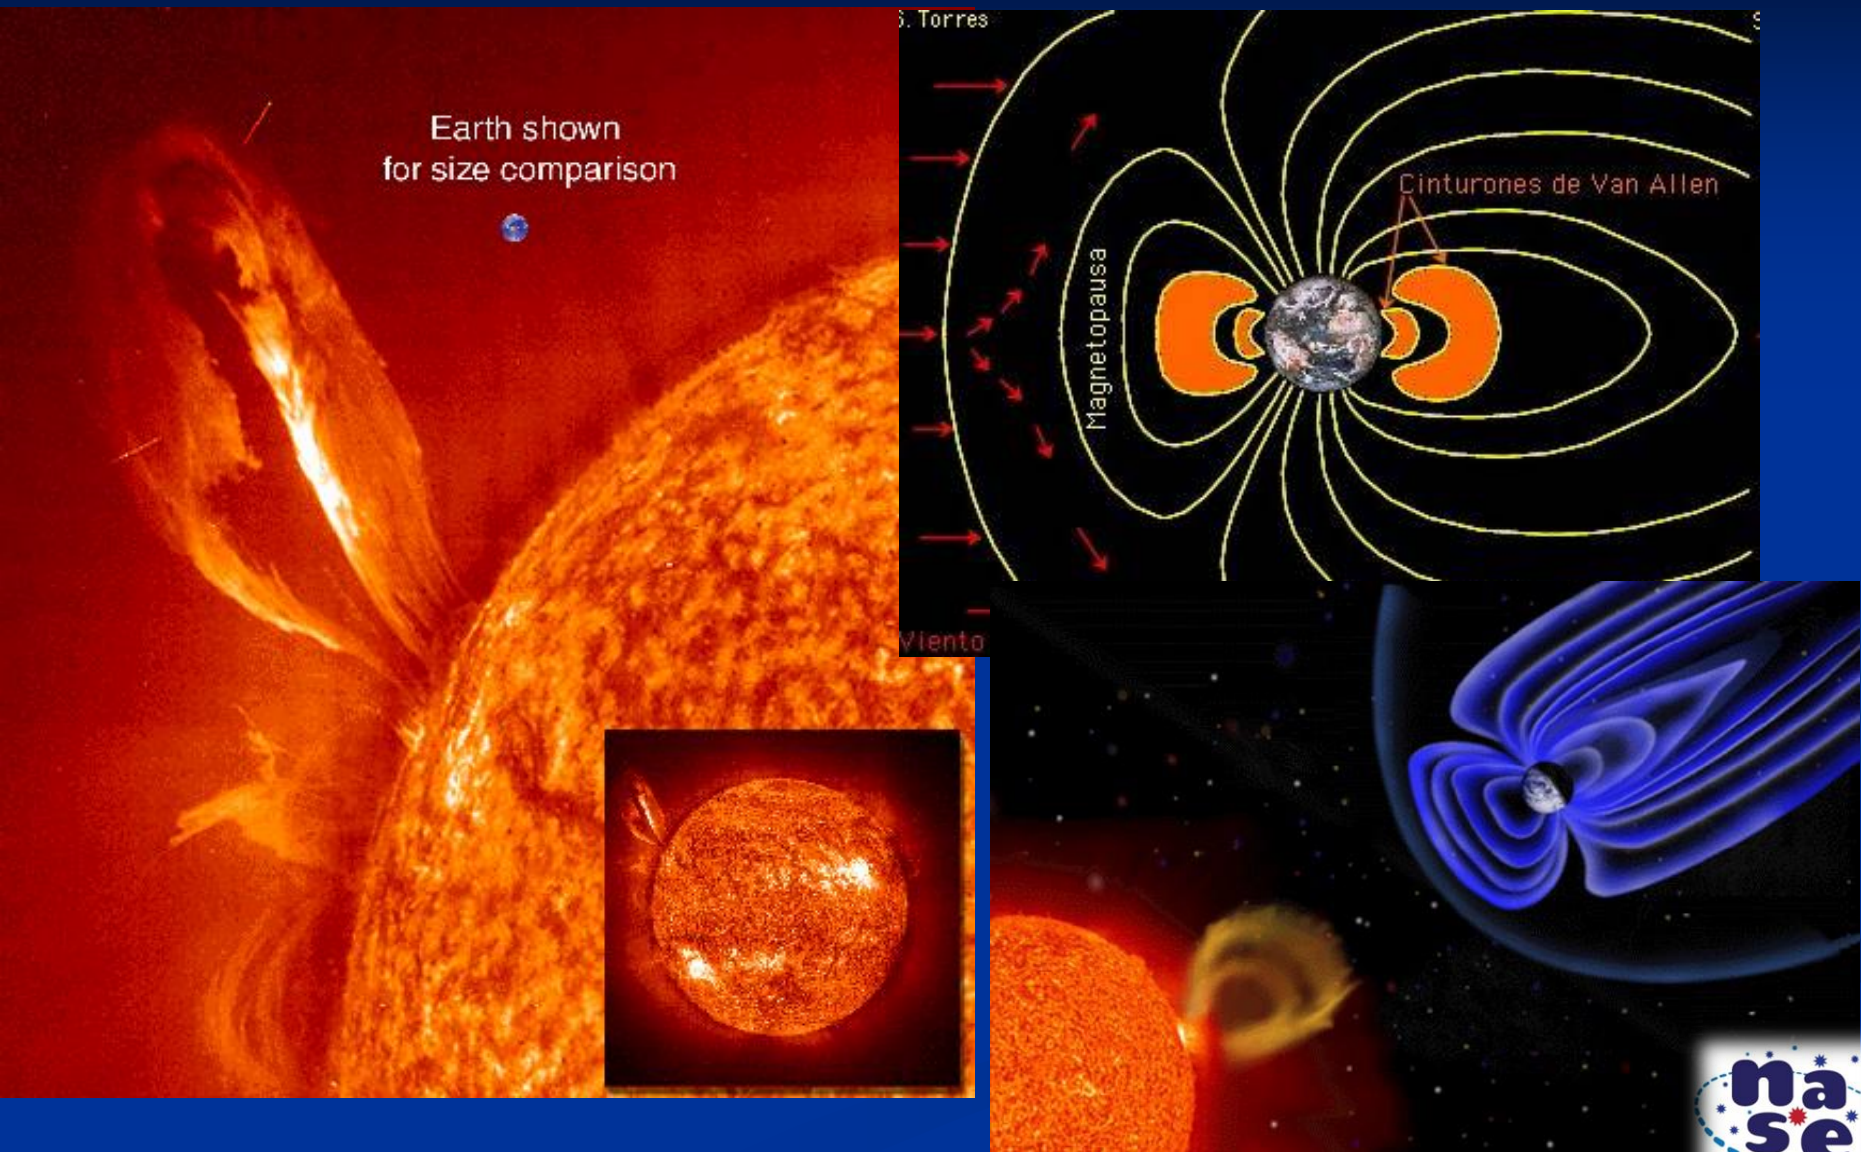 Earth shown
for size comparison
S. Torres
Cinturones de Van Allen
Magnetopausa
Viento
nase